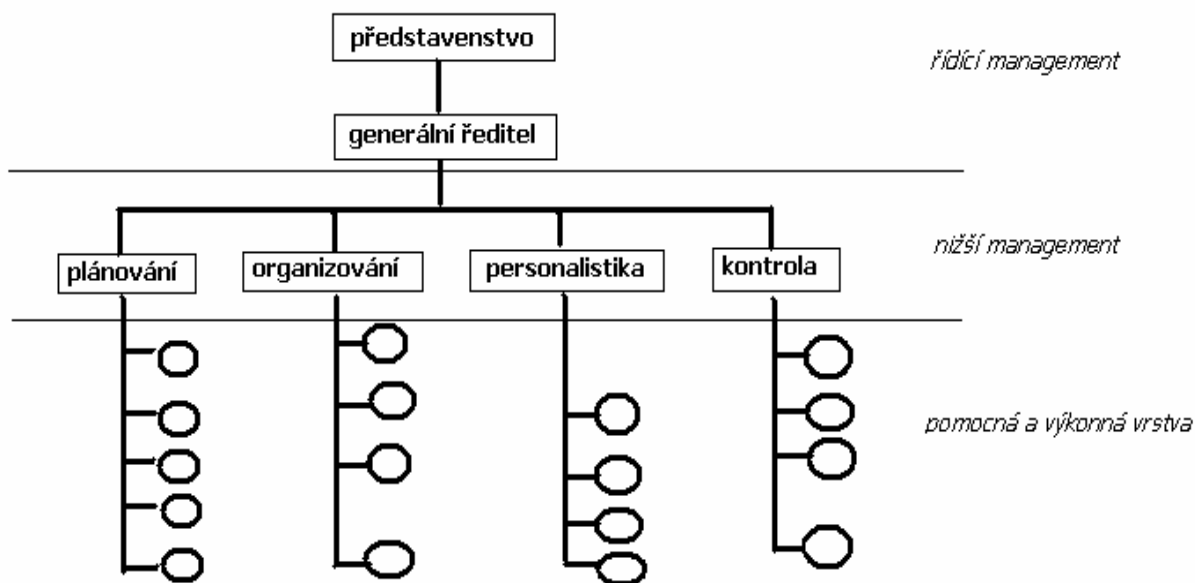 představenstvo
řídící management
generální ředitel
nižší management
plánování
organizování
personalistika
kontrola
pomocná a výkonná vrstva